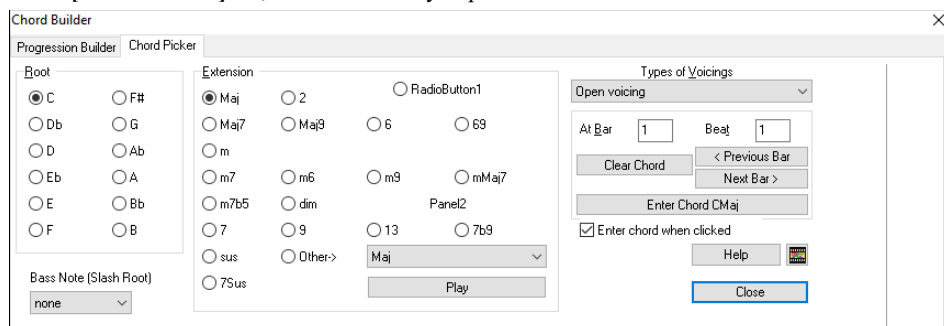 Chord Builder
Progression Builder Chord Picker
Root
C F#
Db G
D Ab
Eb A
E Bb
F B
Bass Note (Slash Root)
none
Extension
Maj 2 RadioButton1
Maj7 Maj9 6 69
m
m7 m6 m9 mMaj7
m7b5 dim Panel2
7 9 13 7b9
sus Other-> Maj
7Sus Play
Types of Voicings
Open voicing
At Bar 1 Beat 1
Clear Chord < Previous Bar
Next Bar >
Enter Chord CMaj
Enter chord when clicked
Help
Close